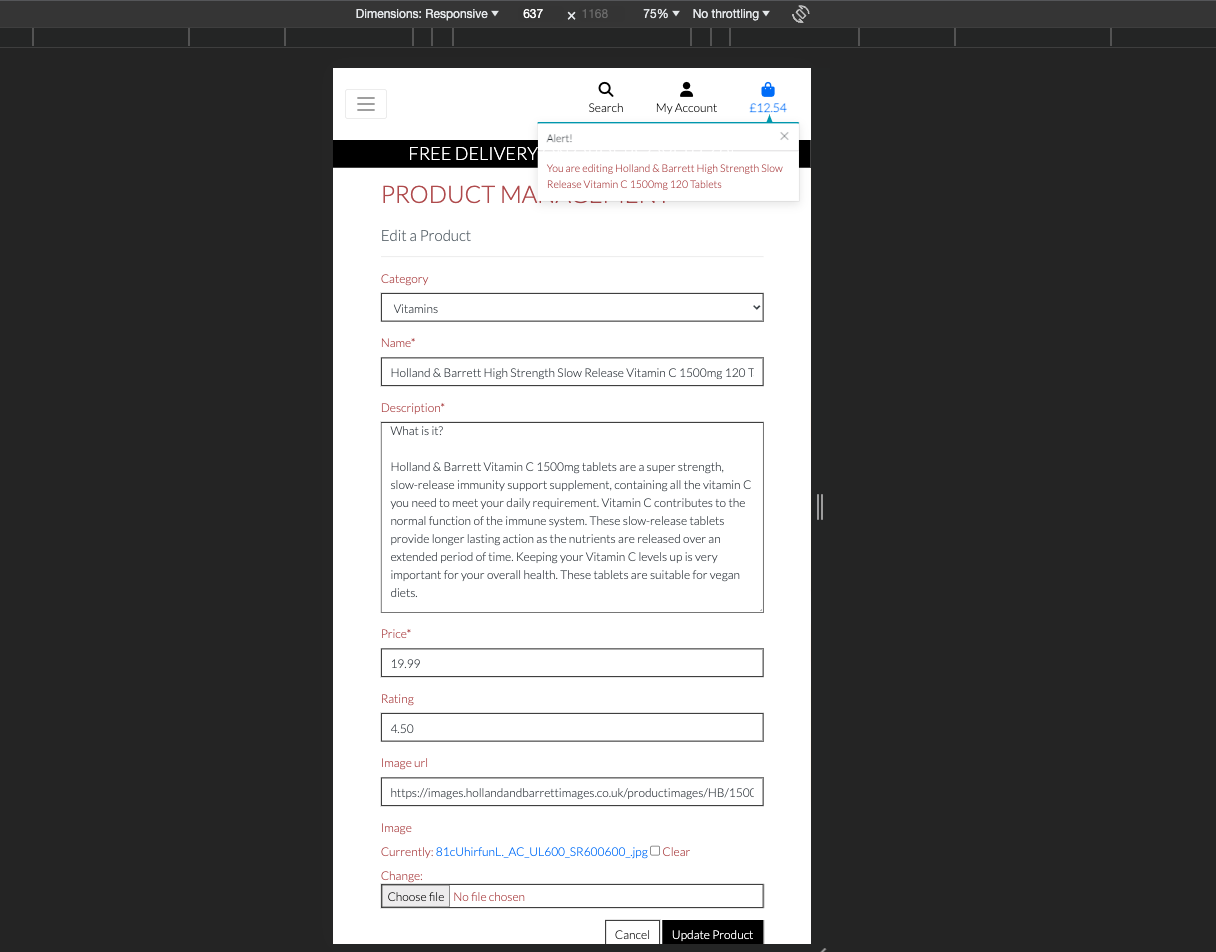 Dimensions: Responsive 637 x 1168 75% No throttling
Search My Account £12.54
Alert!
You are editing Holland & Barrett High Strength Slow
Release Vitamin C 1500mg 120 Tablets
FREE DELIVERY
PRODUCT MANAGEMENT
Edit a Product
Category
Vitamins
Name*
Holland & Barrett High Strength Slow Release Vitamin C 1500mg 120 T
Description*
What is it?
Holland & Barrett Vitamin C 1500mg tablets are a super strength,
slow-release immunity support supplement, containing all the vitamin C
you need to meet your daily requirement. Vitamin C contributes to the
normal function of the immune system. These slow-release tablets
provide longer lasting action as the nutrients are released over an
extended period of time. Keeping your Vitamin C levels up is very
important for your overall health. These tablets are suitable for vegan
diets.
Price*
19.99
Rating
4.50
Image url
https://images.hollandandbarrettimages.co.uk/productimages/HB/150
Image
Currently: 81cUhirfunL._AC_UL600_SR600600_.jpg Clear
Change:
Choose file No file chosen
Cancel Update Product